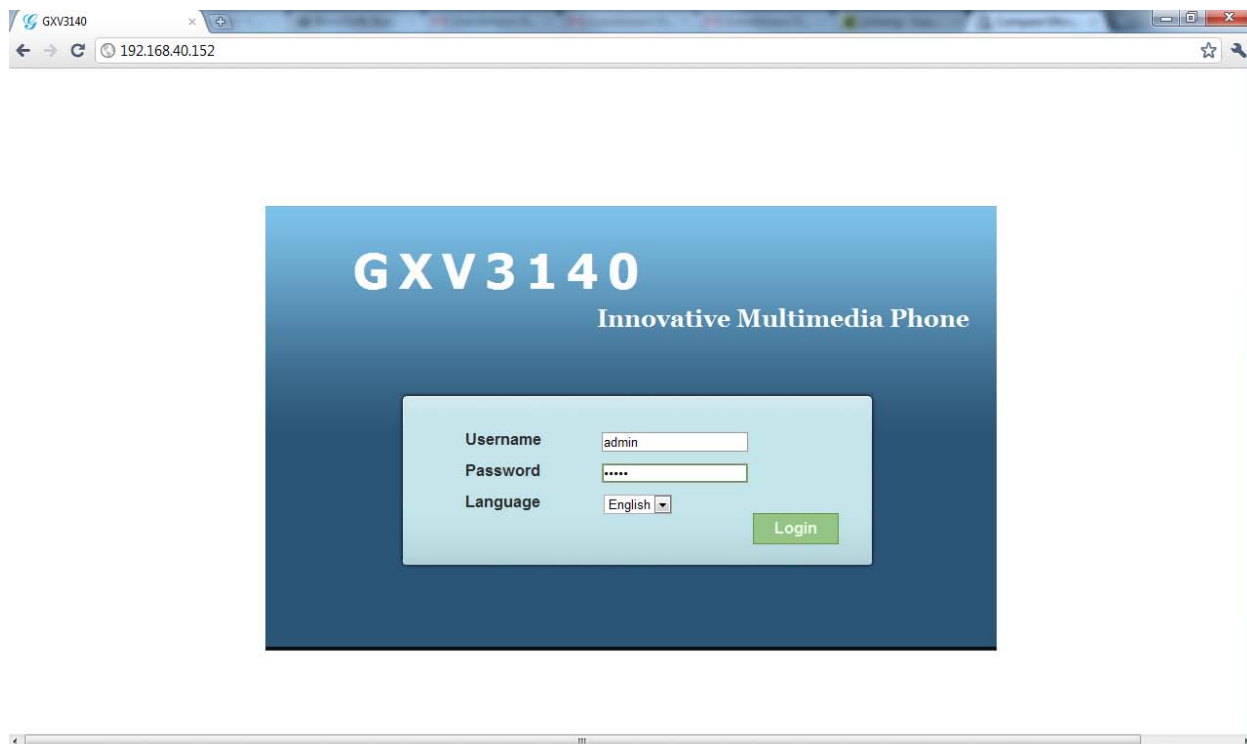 GXV3140
192.168.40.152
GXV3140
Innovative Multimedia Phone
Username
admin
Password
•••••
Language
English
Login